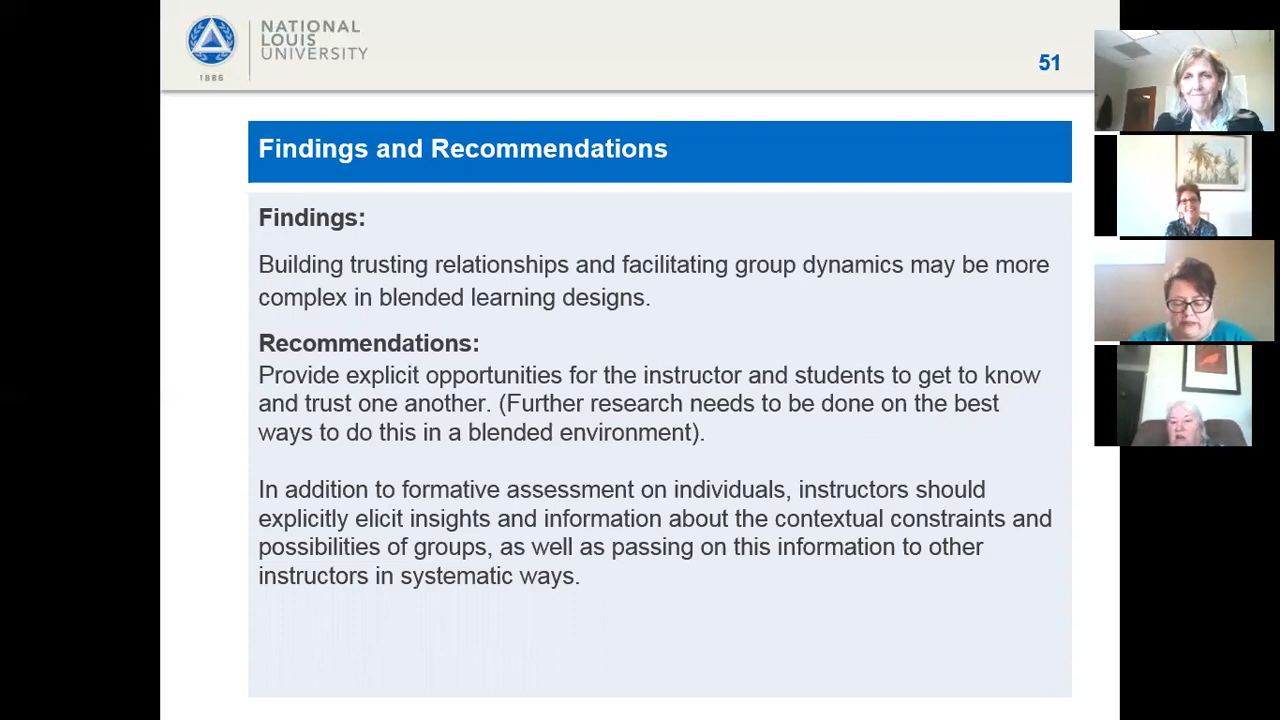 NATIONAL
LOUIS
UNIVERSITY
1886
51
Findings and Recommendations
Findings:
Building trusting relationships and facilitating group dynamics may be more
complex in blended learning designs.
Recommendations:
Provide explicit opportunities for the instructor and students to get to know
and trust one another. (Further research needs to be done on the best
ways to do this in a blended environment).
In addition to formative assessment on individuals, instructors should
explicitly elicit insights and information about the contextual constraints and
possibilities of groups, as well as passing on this information to other
instructors in systematic ways.